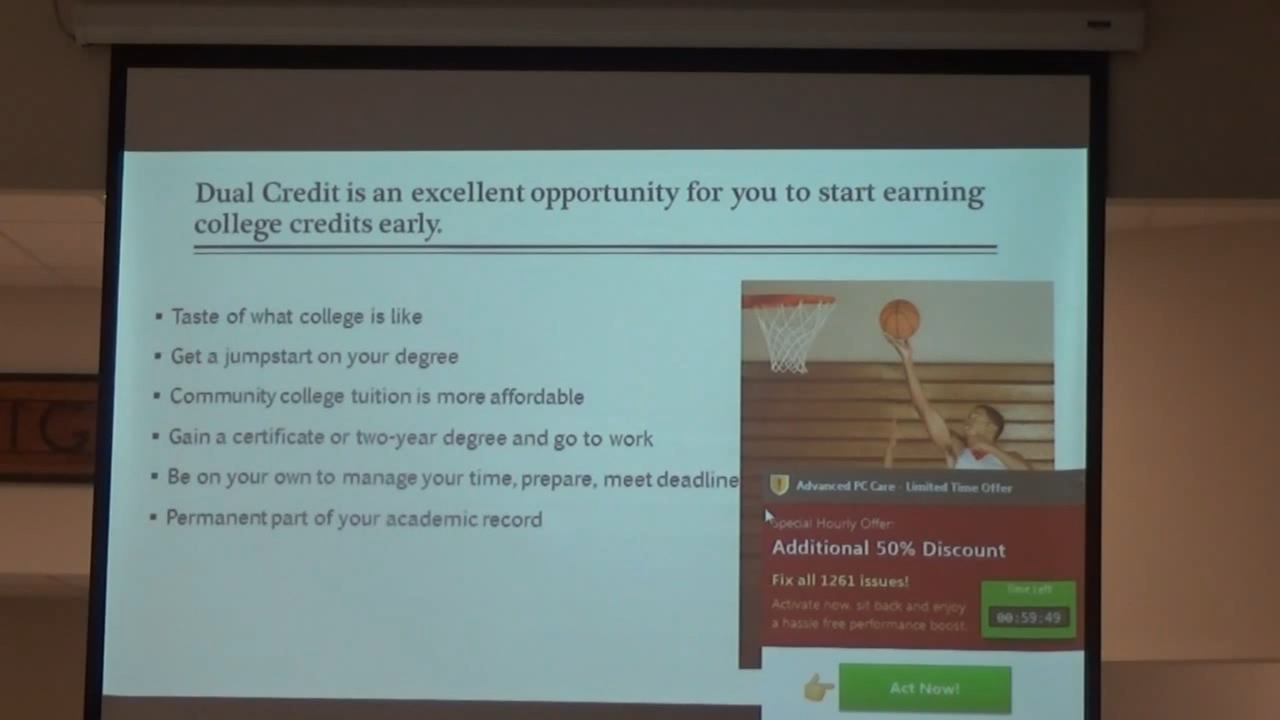 Dual Credit is an excellent opportunity for you to start earning
college credits early.
▪ Taste of what college is like
▪ Get a jumpstart on your degree
▪ Community college tuition is more affordable
▪ Gain a certificate or two-year degree and go to work
▪ Be on your own to manage your time, prepare, meet deadline
▪ Permanent part of your academic record
IG
Advanced PC Care - Limited Time Offer
Special Hourly Offer:
Additional 50% Discount
Fix all 1261 issues!
Activate now, sit back and enjoy
a hassle free performance boost.
Time Left
00:59:49
Act Now!